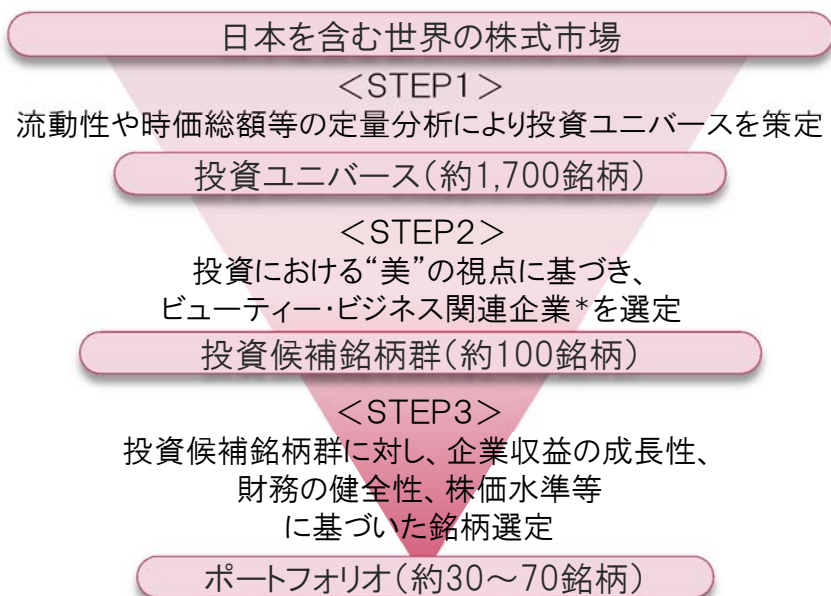 日本を含む世界の株式市場
＜STEP1＞
流動性や時価総額等の定量分析により投資ユニバースを策定
投資ユニバース（約1,700銘柄）
＜STEP2＞
投資における“美”の視点に基づき、
ビューティー・ビジネス関連企業*を選定
投資候補銘柄群（約100銘柄）
＜STEP3＞
投資候補銘柄群に対し、企業収益の成長性、
財務の健全性、株価水準等
に基づいた銘柄選定
ポートフォリオ（約30～70銘柄）